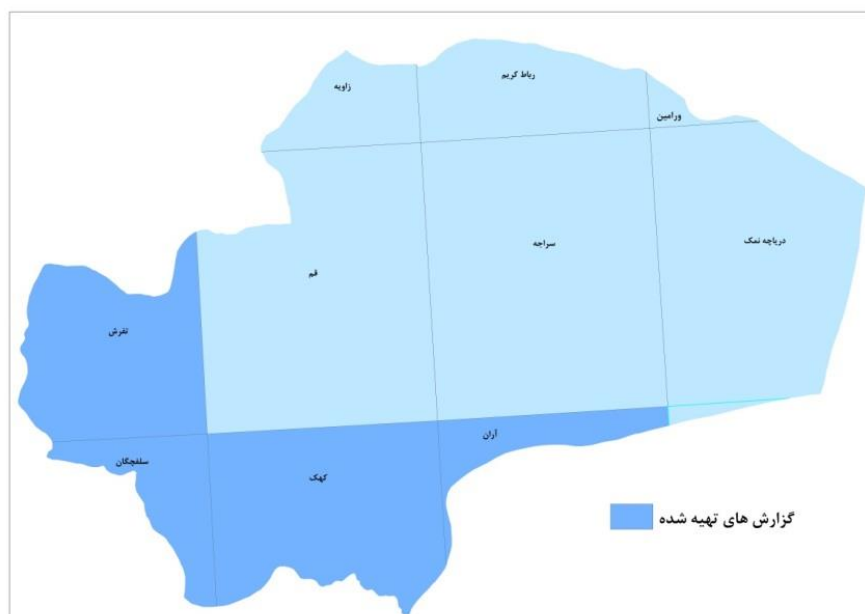 رباط کریم
زاویه
ورامین
دریاچه نمک
سراجه
قم
تفرش
آران
سلفچگان
کهک
گزارش های تهیه شده